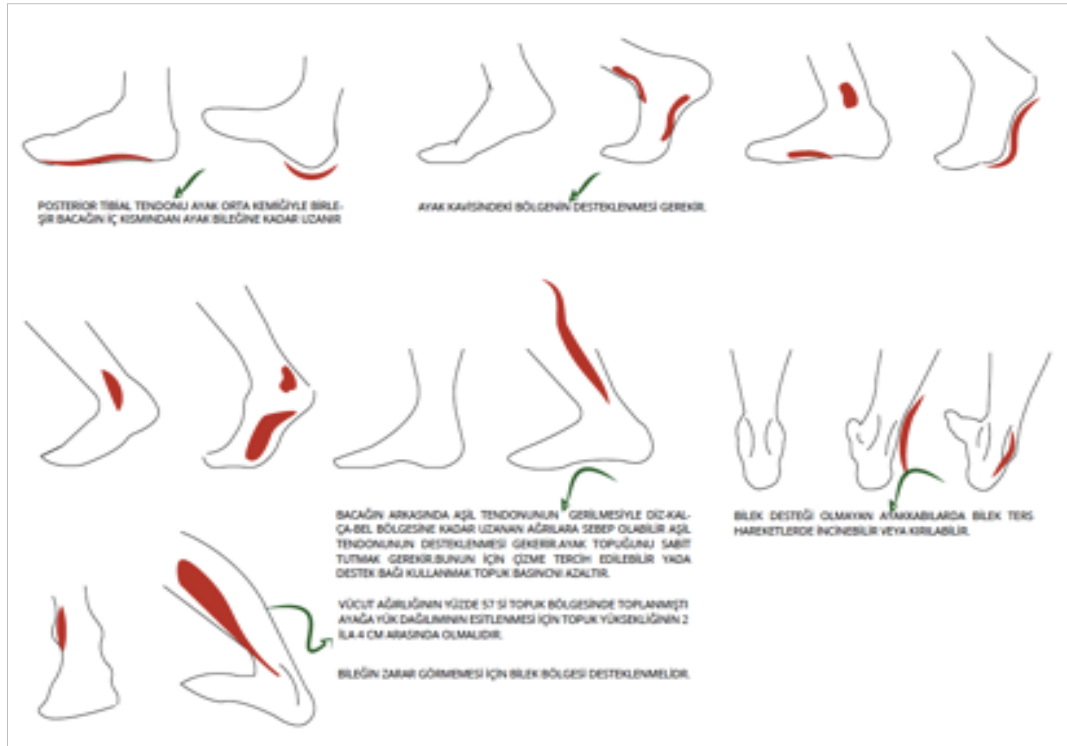 POSTERIOR TİBİAL TENDONU AYAK ORTA KEMİĞİYLE BİRLE-
ŞİR BACAĞIN İÇ KISMINDAN AYAK BİLEĞİNE KADAR UZANIR
AYAK KAVİSİNDEKİ BÖLGENİN DESTEKLENMESİ GEREKİR.
BACAĞIN ARKASINDA AŞİL TENDONUNUN GERİLMESİYLE DİZ-KAL-
ÇA-BEL BÖLGESİNE KADAR UZANAN AĞRILARA SEBEP OLABİLİR AŞİL
TENDONUNUN DESTEKLENMESİ GEKERİR.AYAK TOPUĞUNU SABİT
TUTMAK GEREKİR.BUNUN İÇİN ÇİZME TERCİH EDİLEBİLİR YADA
DESTEK BAĞI KULLANMAK TOPUK BASINCNI AZALTIR.
BİLEK DESTEĞİ OLMAYAN AYAKKABILARDA BİLEK TERS
HAREKETLERDE İNCİNEBİLİR VEYA KIRILABİLİR.
VÜCUT AĞIRLIĞININ YÜZDE 57 Sİ TOPUK BÖLGESİNDE TOPLANMIŞTI
AYAĞA YÜK DAĞILIMININ ESITLENMESİ İÇİN TOPUK YÜKSEKLİĞININ 2
İLA 4 CM ARASINDA OLMALIDIR.
BİLEĞİN ZARAR GÖRMEMESİ İÇİN BİLEK BÖLGESİ DESTEKLENMELİDR.